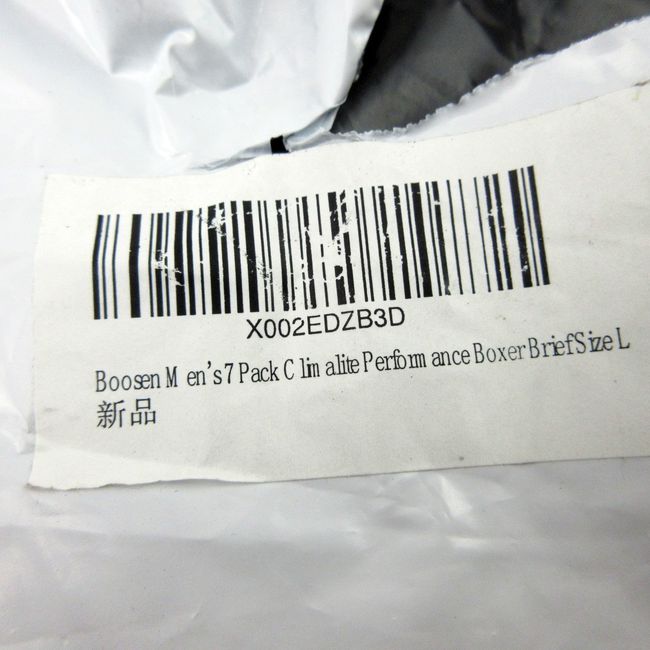 X002EDZB3D
Boosen Men's 7 Pack Climalite Performance Boxer Brief Size L
新品